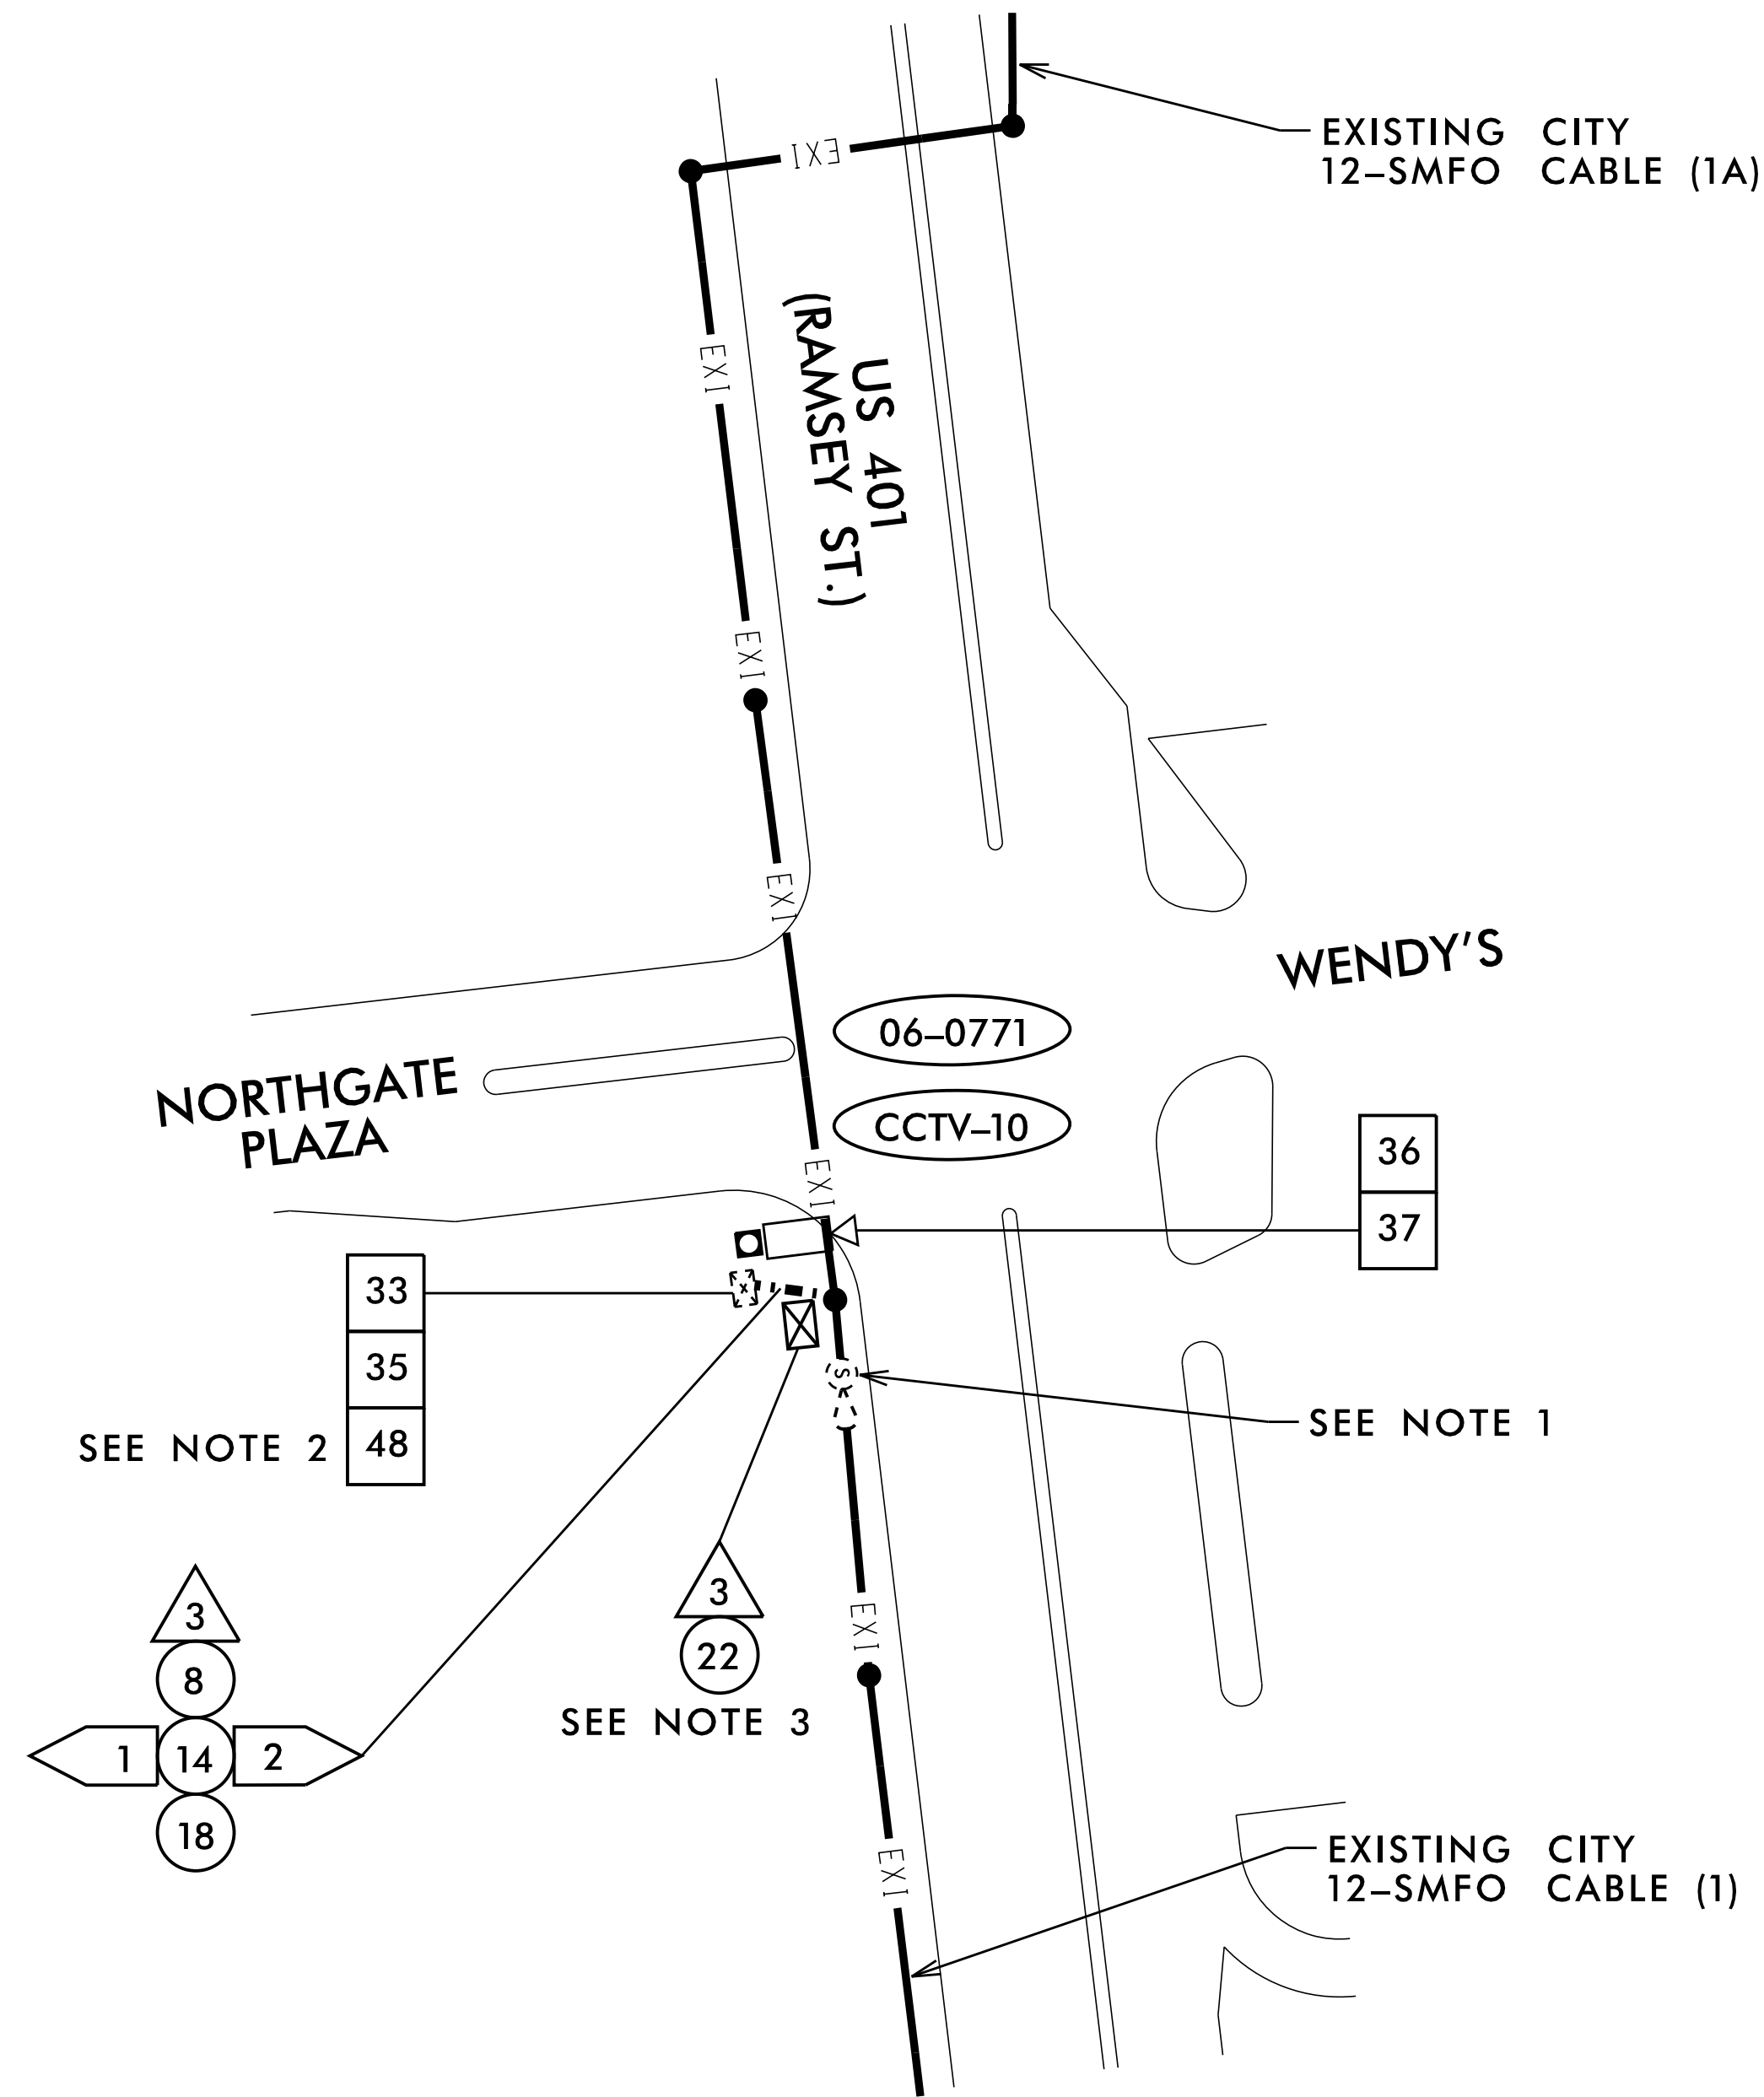 EXISTING CITY
12-SMFO CABLE (1A)
EXI
EXI
US 401
(RAMSEY ST.)
EXI
EXI
WENDY'S
06-0771
NORTHGATE
PLAZA
CCTV-10
36
37
EXI
33
35
48
SEE NOTE 2
S
SEE NOTE 1
3
22
SEE NOTE 3
3
8
1
14
2
18
EXI
EXI
EXISTING CITY
12-SMFO CABLE (1)